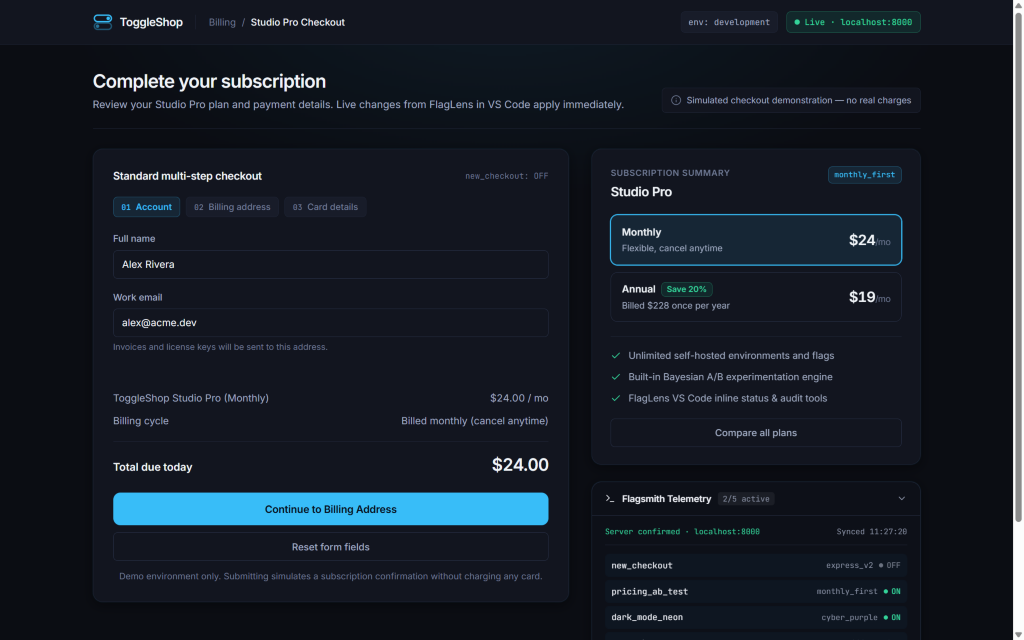 ToggleShop
Billing / Studio Pro Checkout
env: development
Live · localhost:8000
Complete your subscription
Review your Studio Pro plan and payment details. Live changes from FlagLens in VS Code apply immediately.
Simulated checkout demonstration — no real charges
Standard multi-step checkout
new_checkout: OFF
01 Account
02 Billing address
03 Card details
Full name
Alex Rivera
Work email
alex@acme.dev
Invoices and license keys will be sent to this address.
ToggleShop Studio Pro (Monthly)
$24.00 / mo
Billing cycle
Billed monthly (cancel anytime)
Total due today
$24.00
Continue to Billing Address
Reset form fields
Demo environment only. Submitting simulates a subscription confirmation without charging any card.
SUBSCRIPTION SUMMARY
monthly_first
Studio Pro
Monthly
Flexible, cancel anytime
$24/mo
Annual Save 20%
Billed $228 once per year
$19/mo
Unlimited self-hosted environments and flags
Built-in Bayesian A/B experimentation engine
FlagLens VS Code inline status & audit tools
Compare all plans
Flagsmith Telemetry 2/5 active
Server confirmed · localhost:8000
Synced 11:27:20
new_checkout
express_v2 OFF
pricing_ab_test
monthly_first ON
dark_mode_neon
cyber_purple ON